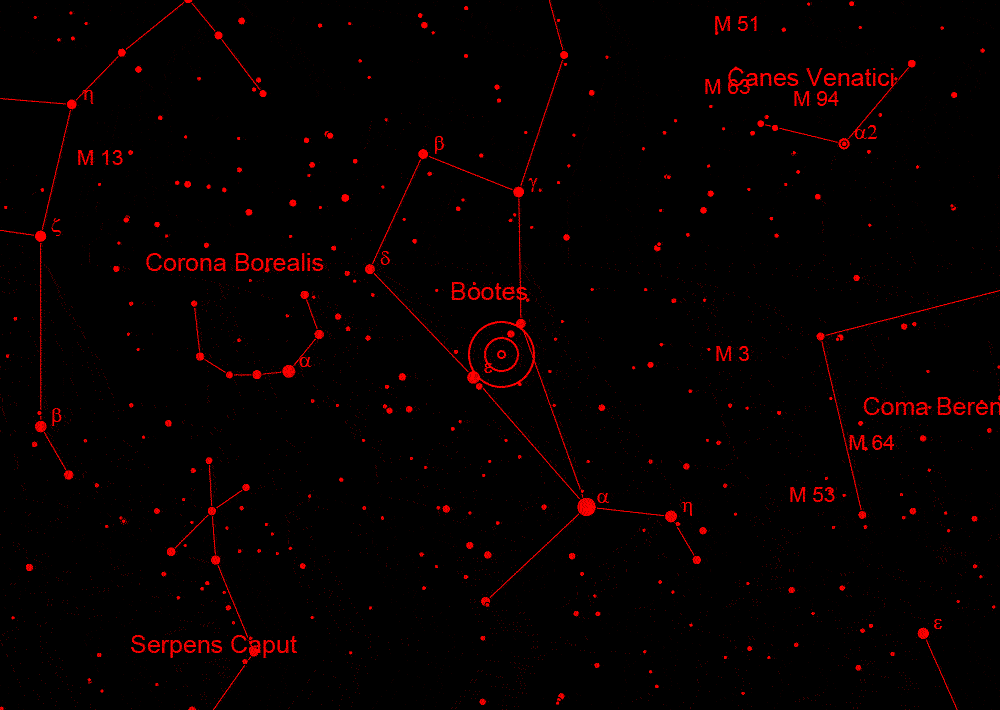 M 51
Canes Venatici
M 63
M 94
η
α2
β
M 13
γ
ζ
δ
Corona Borealis
Bootes
M 3
α
ε
Coma Beren
β
M 64
M 53
α
η
ε
Serpens Caput